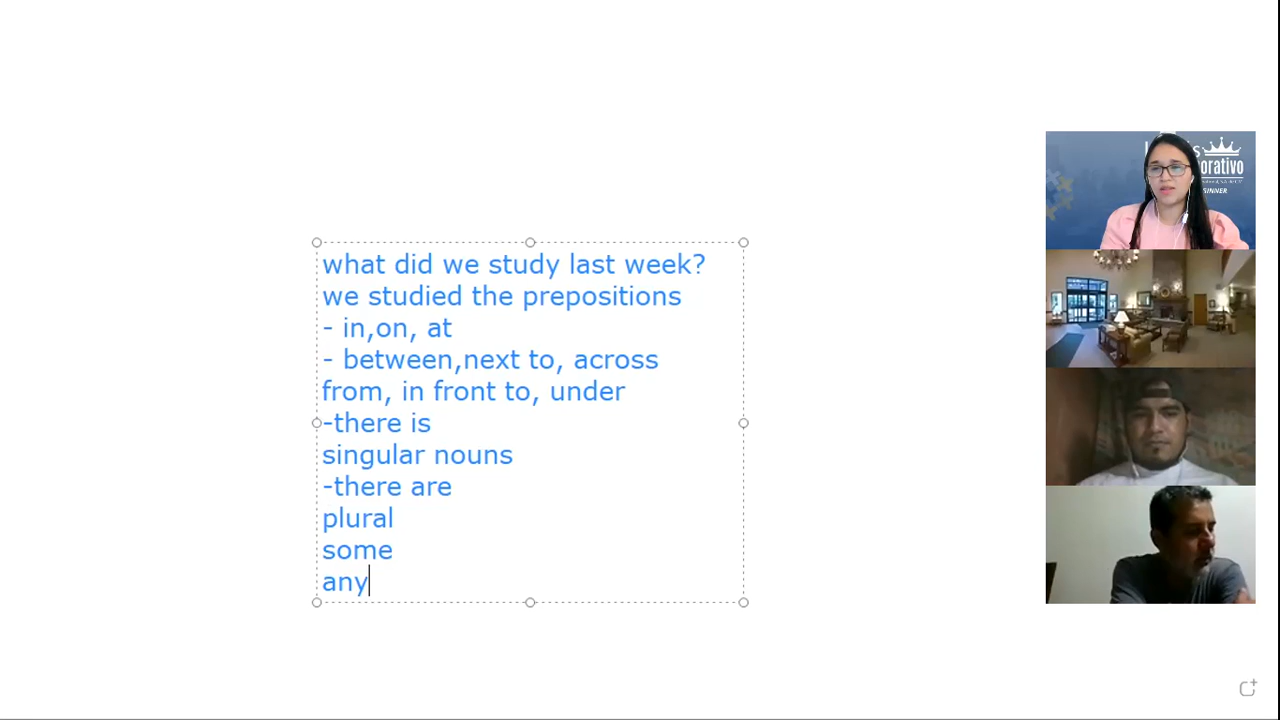 what did we study last week?
we studied the prepositions
- in,on, at
- between,next to, across
from, in front to, under
-there is
singular nouns
-there are
plural
some
any
orativo